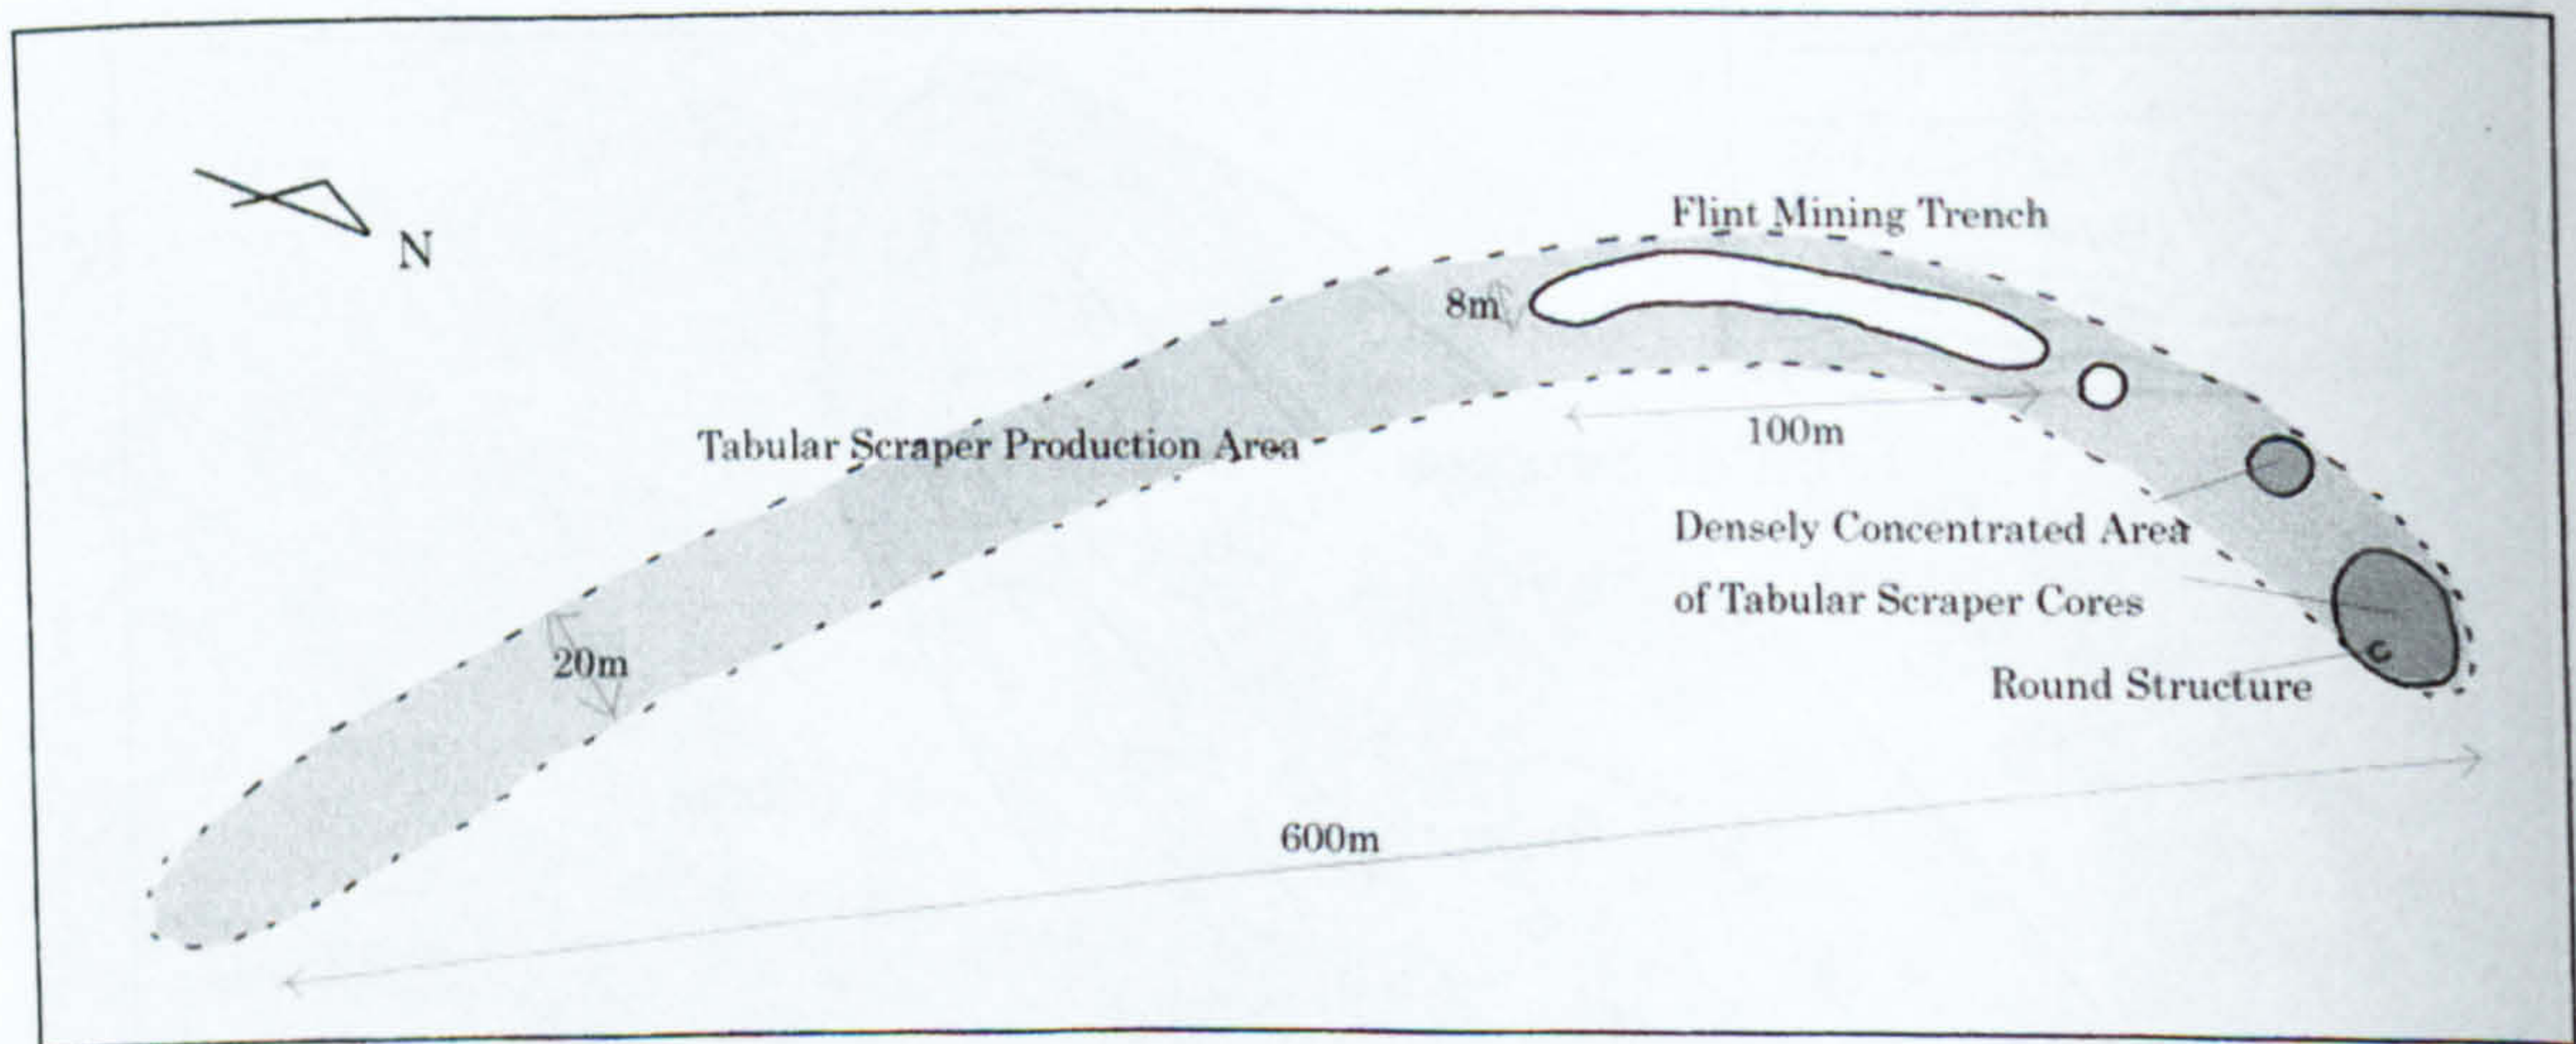 N
Flint Mining Trench
8m
100m
Tabular Scraper Production Area
Densely Concentrated Area
of Tabular Scraper Cores
20m
Round Structure
600m